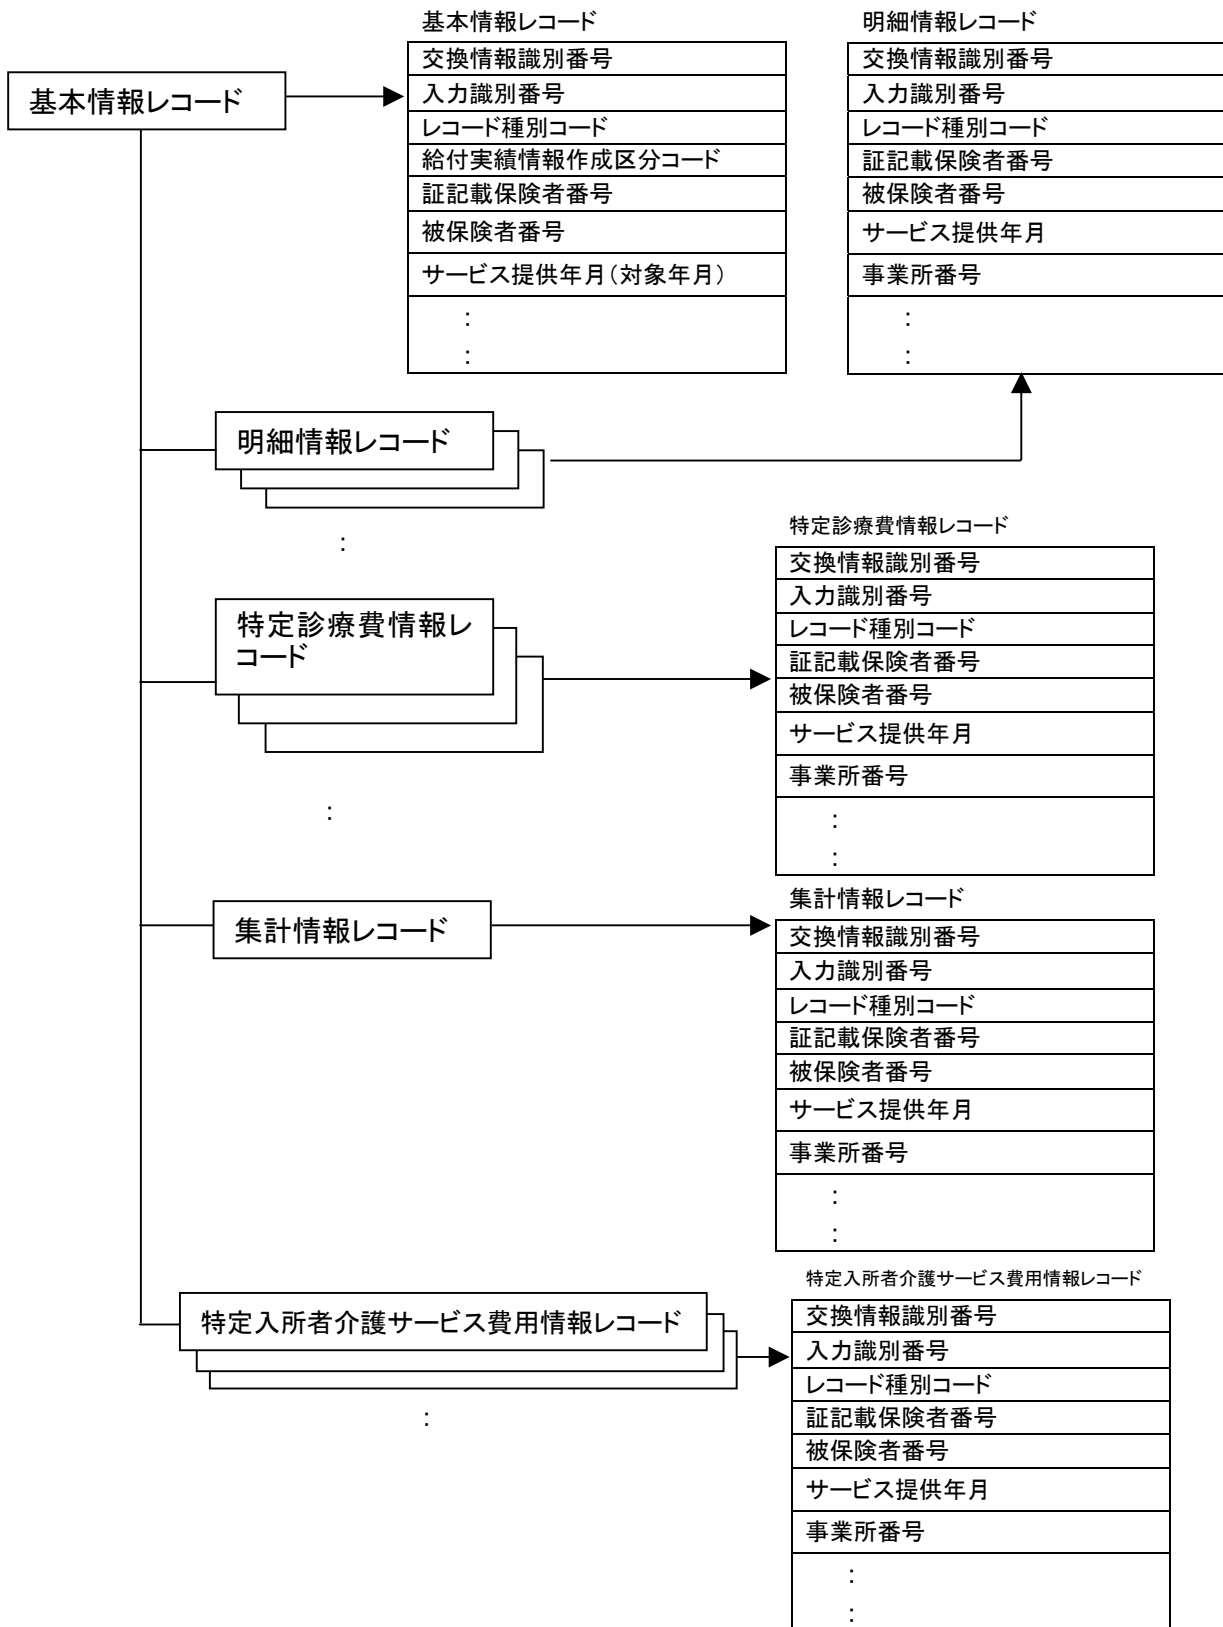 基本情報レコード
基本情報レコード
交換情報識別番号
入力識別番号
レコード種別コード
給付実績情報作成区分コード
証記載保険者番号
被保険者番号
サービス提供年月(対象年月)
:
:
明細情報レコード
交換情報識別番号
入力識別番号
レコード種別コード
証記載保険者番号
被保険者番号
サービス提供年月
事業所番号
:
:
明細情報レコード
:
特定診療費情報レ
コード
:
特定診療費情報レコード
交換情報識別番号
入力識別番号
レコード種別コード
証記載保険者番号
被保険者番号
サービス提供年月
事業所番号
:
:
集計情報レコード
集計情報レコード
交換情報識別番号
入力識別番号
レコード種別コード
証記載保険者番号
被保険者番号
サービス提供年月
事業所番号
:
:
特定入所者介護サービス費用情報レコード
:
特定入所者介護サービス費用情報レコード
交換情報識別番号
入力識別番号
レコード種別コード
証記載保険者番号
被保険者番号
サービス提供年月
事業所番号
:
: